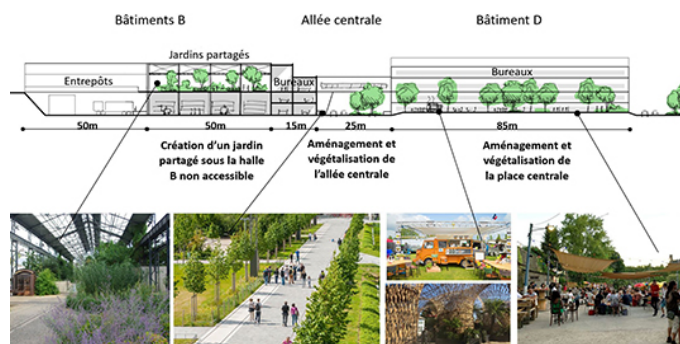 Bâtiments B
Allée centrale
Bâtiment D
Jardins partagés
Entrepôts
Bureaux
Bureaux
50m
50m
15m
25m
85m
Création d'un jardin
partagé sous la halle
B non accessible
Aménagement et
végétalisation de
l'allée centrale
Aménagement et
végétalisation de
la place centrale